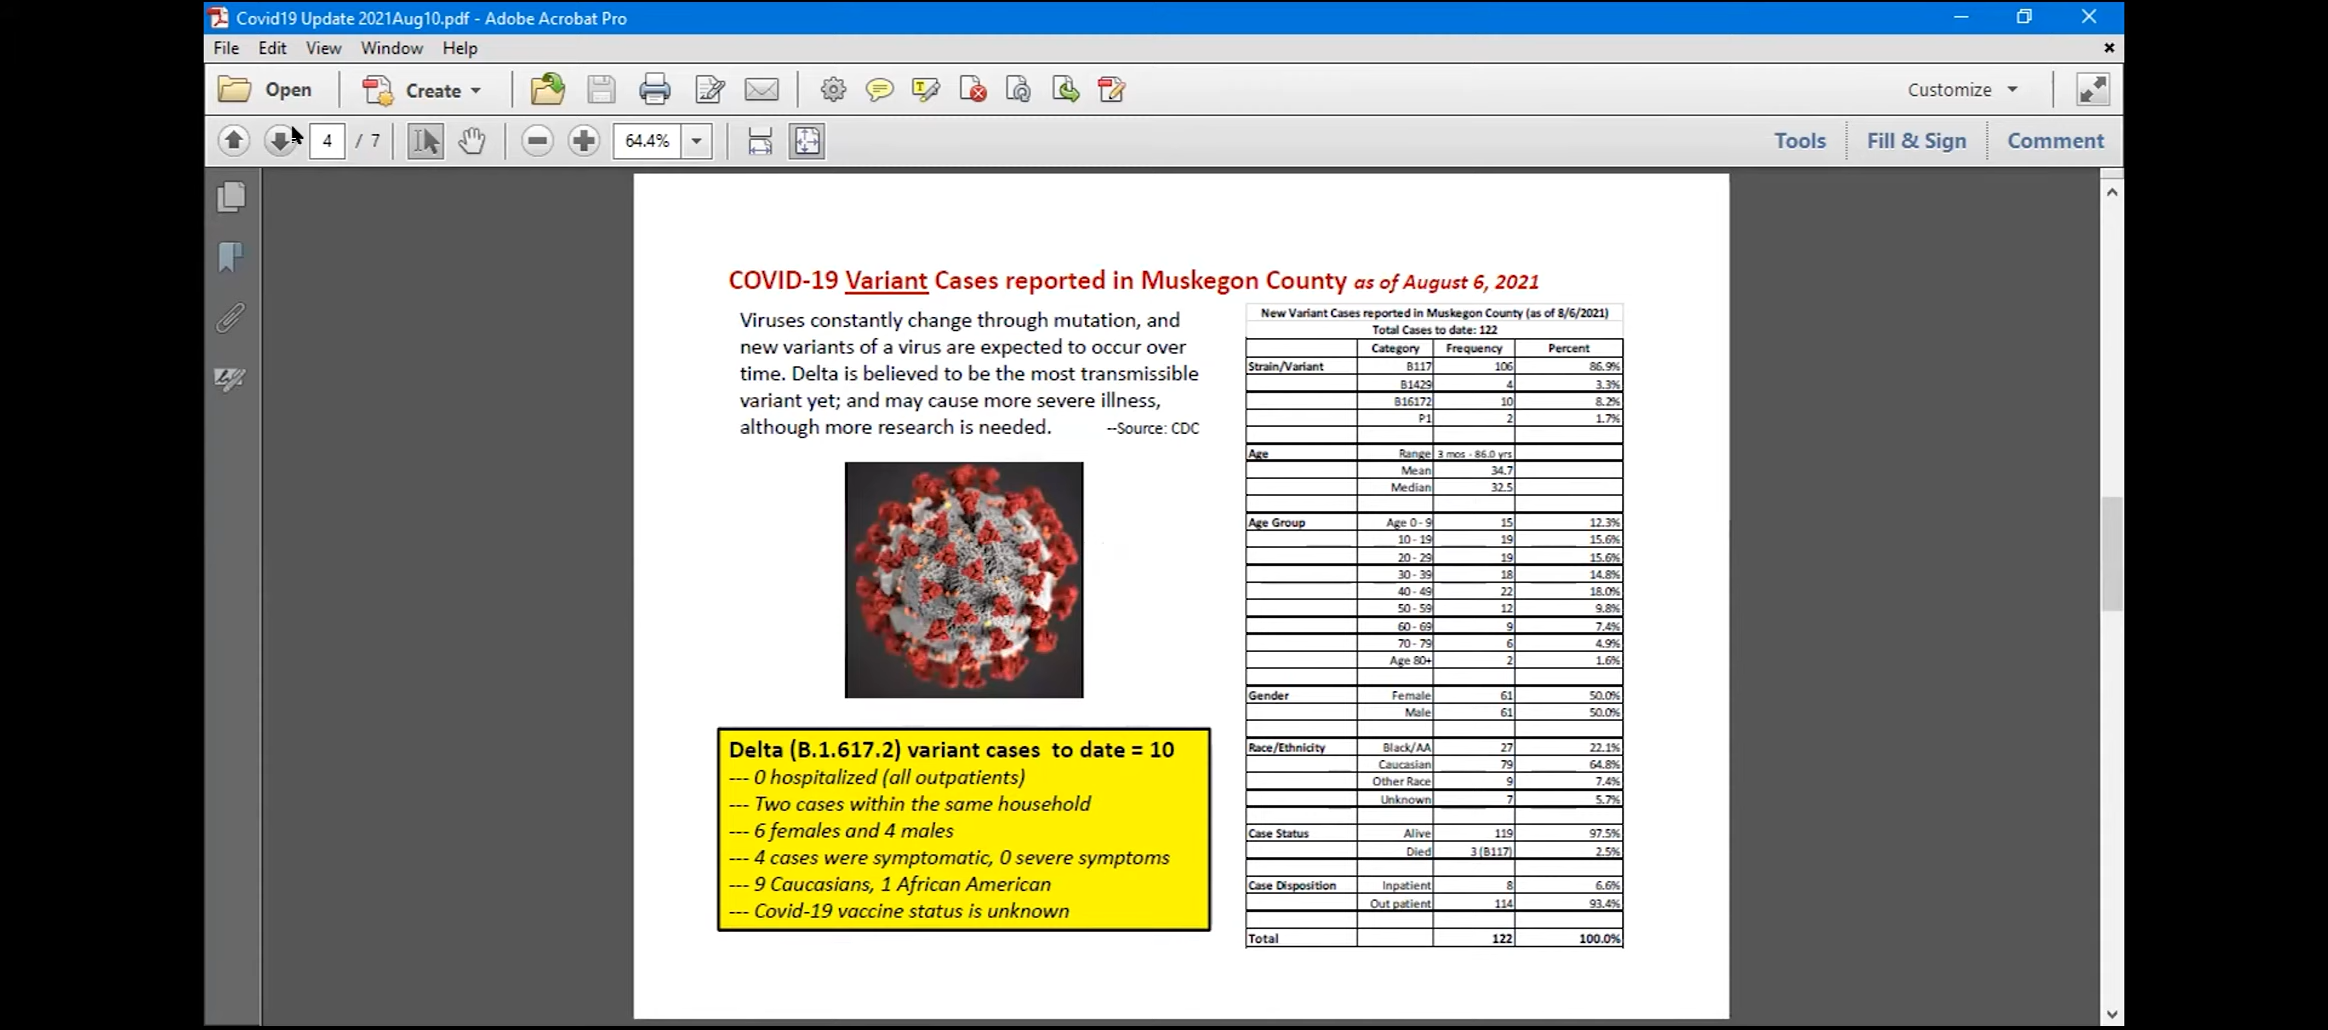 Covid19 Update 2021Aug10.pdf - Adobe Acrobat Pro
File Edit View Window Help
Open Create Customize
4 / 7 64.4% Tools Fill & Sign Comment
COVID-19 Variant Cases reported in Muskegon County as of August 6, 2021
Viruses constantly change through mutation, and
new variants of a virus are expected to occur over
time. Delta is believed to be the most transmissible
variant yet; and may cause more severe illness,
although more research is needed. --Source: CDC
Delta (B.1.617.2) variant cases to date = 10
--- 0 hospitalized (all outpatients)
--- Two cases within the same household
--- 6 females and 4 males
--- 4 cases were symptomatic, 0 severe symptoms
--- 9 Caucasians, 1 African American
--- Covid-19 vaccine status is unknown
New Variant Cases reported in Muskegon County (as of 8/6/2021)
Total Cases to date: 122
Category Frequency Percent
Strain/Variant B117 106 86.9%
B1429 4 3.3%
B16172 10 8.2%
P1 2 1.7%
Age Range 3 mos - 86.0 yrs
Mean 34.7
Median 32.5
Age Group Age 0 - 9 15 12.3%
10 - 19 19 15.6%
20 - 29 19 15.6%
30 - 39 18 14.8%
40 - 49 22 18.0%
50 - 59 12 9.8%
60 - 69 9 7.4%
70 - 79 6 4.9%
Age 80+ 2 1.6%
Gender Female 61 50.0%
Male 61 50.0%
Race/Ethnicity Black/AA 27 22.1%
Caucasian 79 64.8%
Other Race 9 7.4%
Unknown 7 5.7%
Case Status Alive 119 97.5%
Died 3 (B117) 2.5%
Case Disposition Inpatient 8 6.6%
Out patient 114 93.4%
Total 122 100.0%